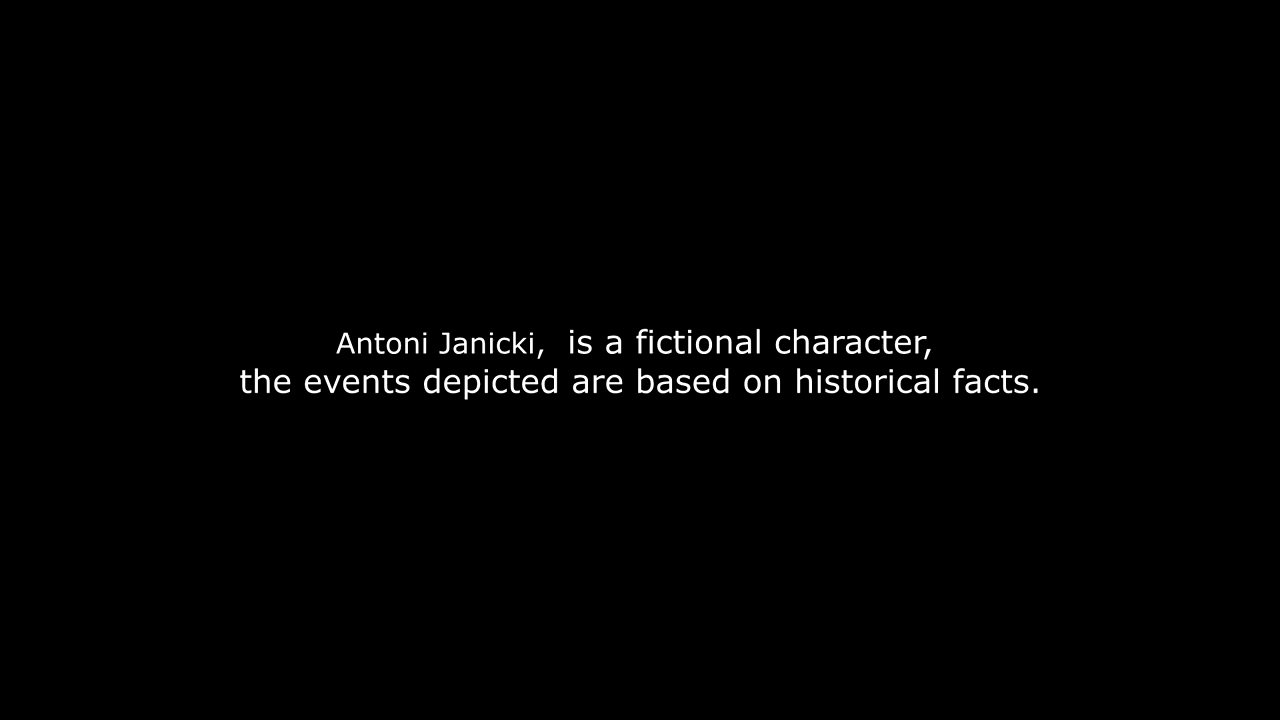 Antoni Janicki,  is a fictional character,
the events depicted are based on historical facts.